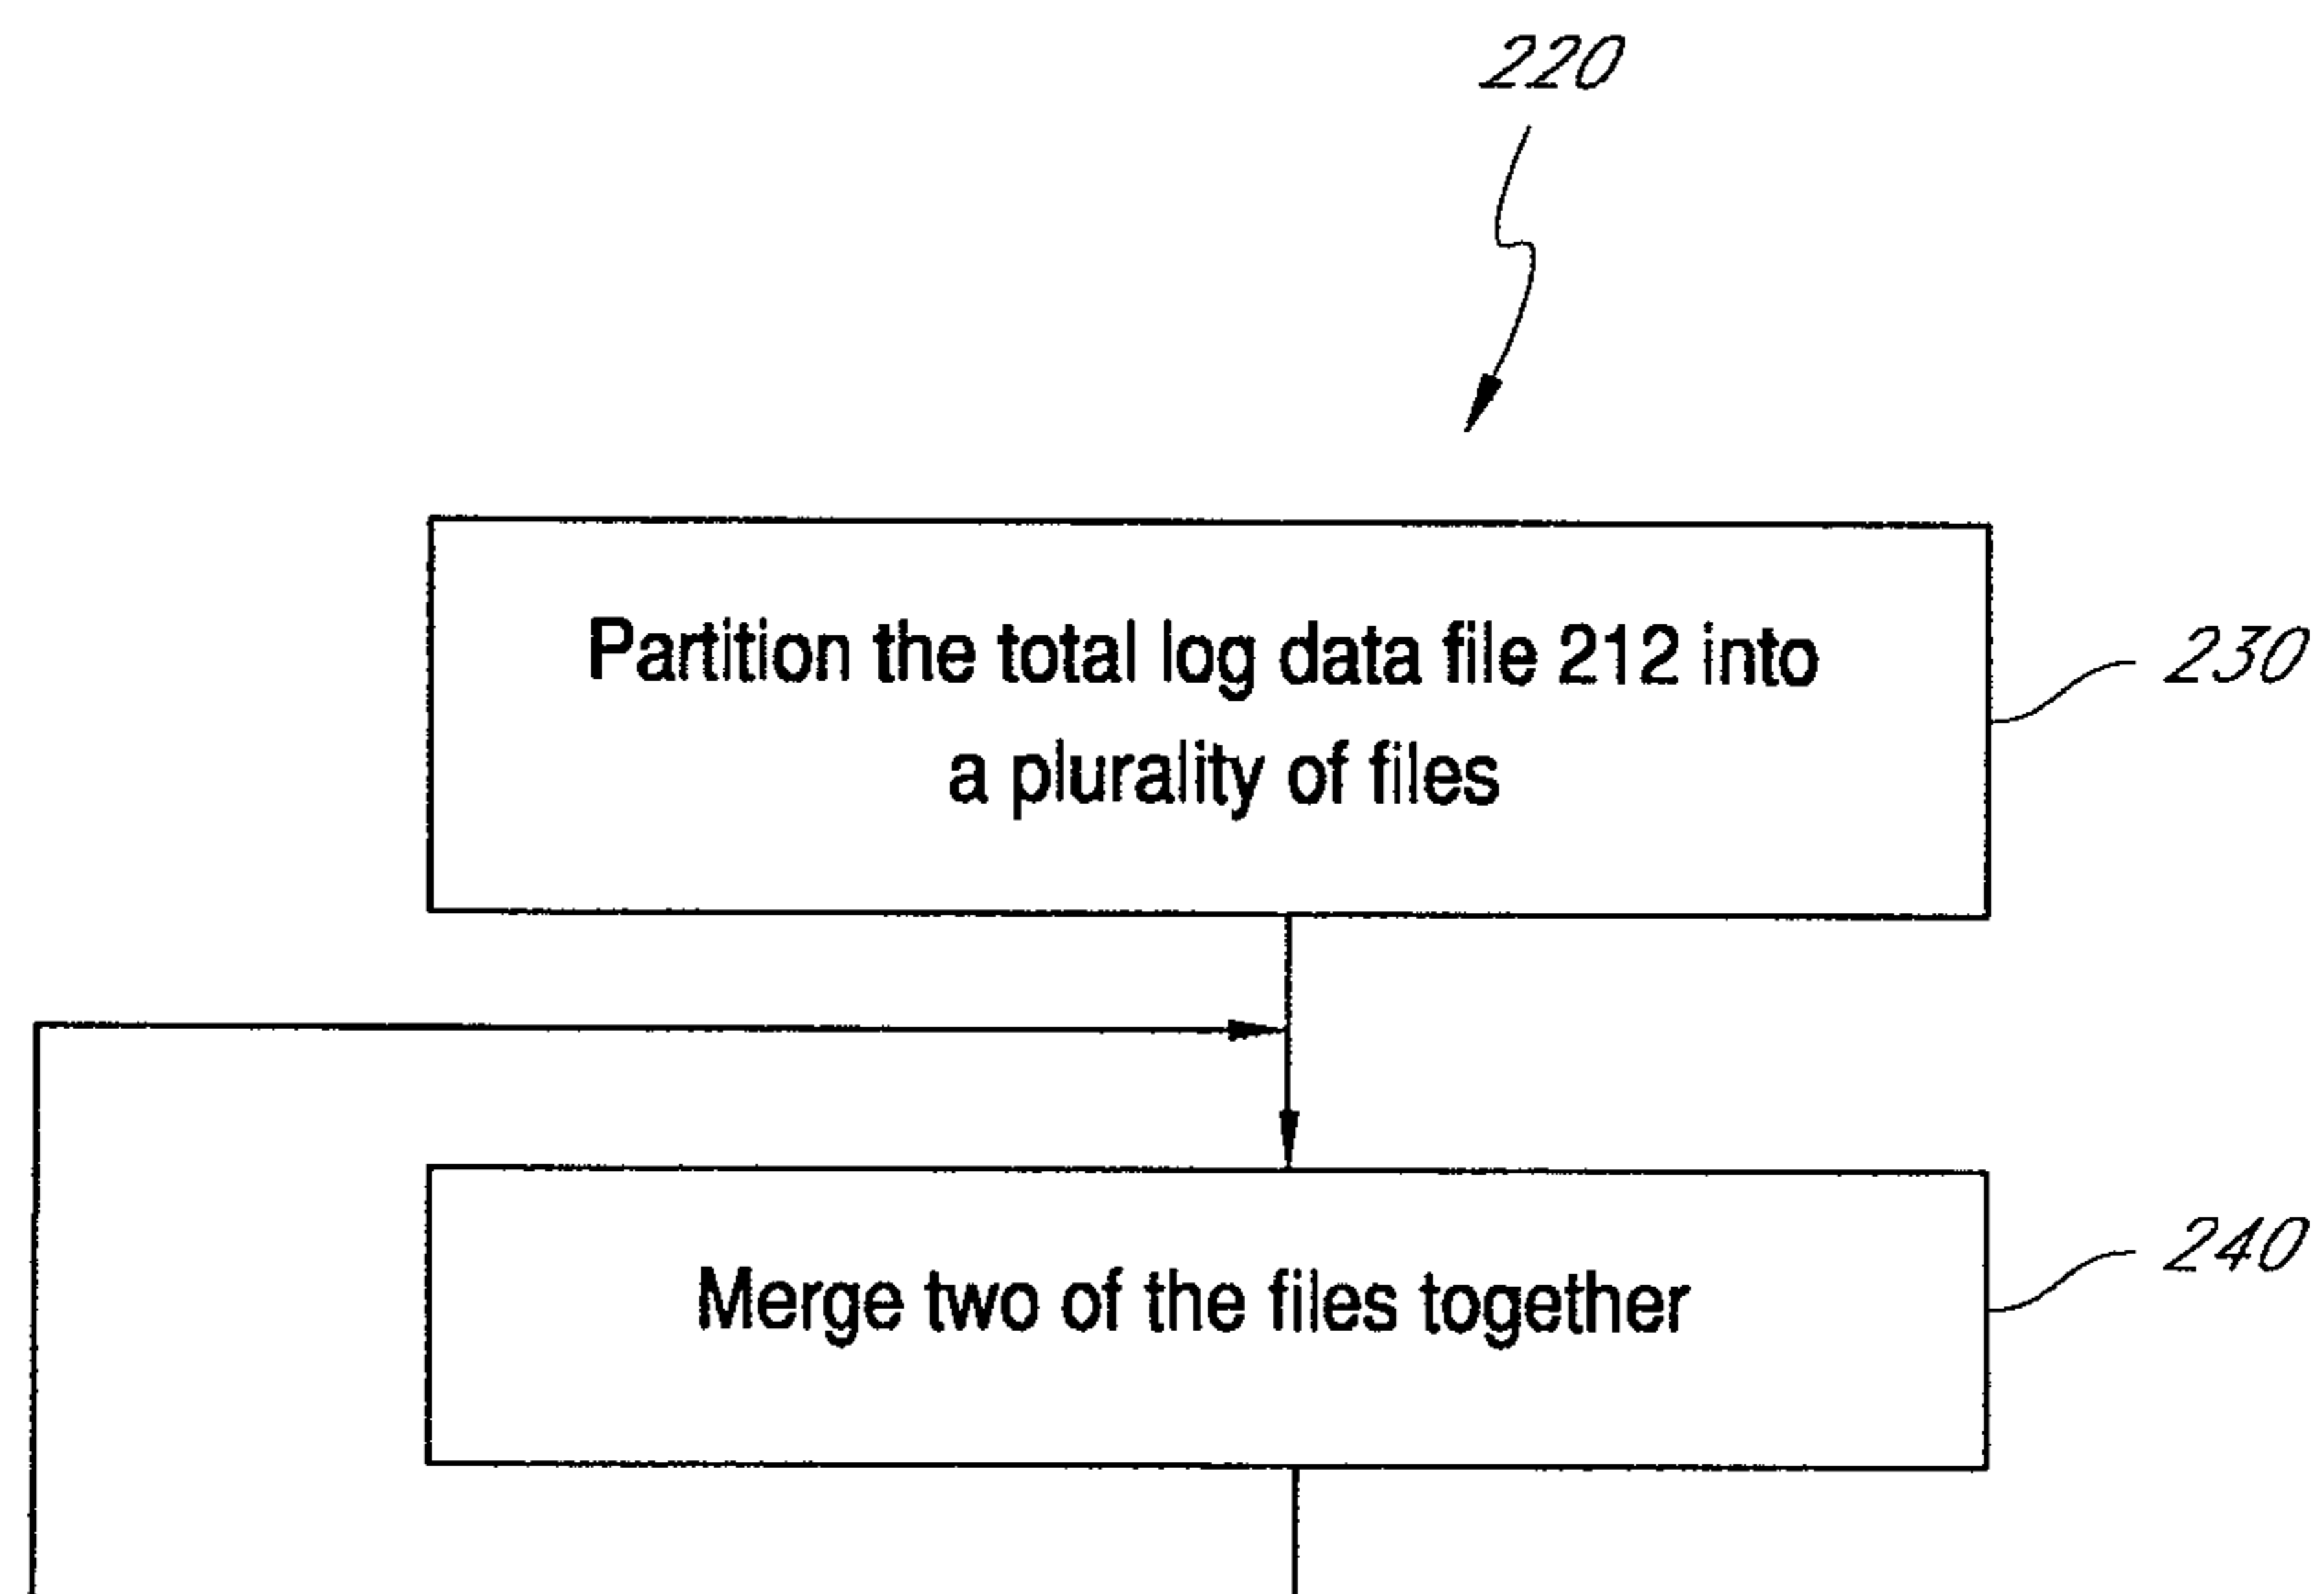 220
Partition the total log data file 212 into
a plurality of files
230
Merge two of the files together
240